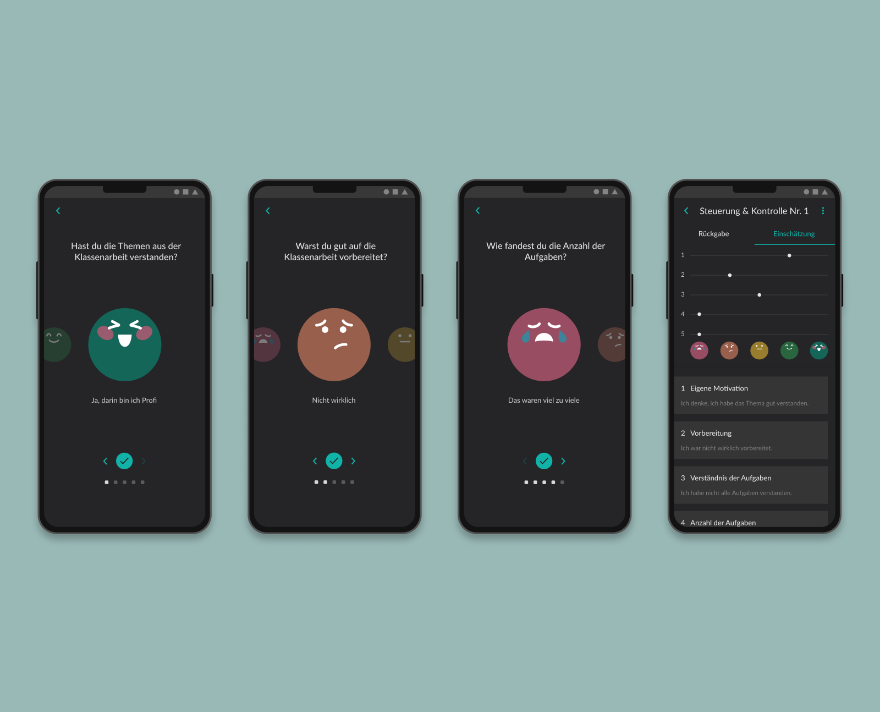 Hast du die Themen aus der
Klassenarbeit verstanden?
Ja, darin bin ich Profi
Warst du gut auf die
Klassenarbeit vorbereitet?
Nicht wirklich
Wie fandest du die Anzahl der
Aufgaben?
Das waren viel zu viele
Steuerung & Kontrolle Nr. 1
Rückgabe Einschätzung
1
2
3
4
5
1 Eigene Motivation
Ich denke, ich habe das Thema gut verstanden.
2 Vorbereitung
Ich war nicht wirklich vorbereitet.
3 Verständnis der Aufgaben
Ich habe nicht alle Aufgaben verstanden.
4 Anzahl der Aufgaben